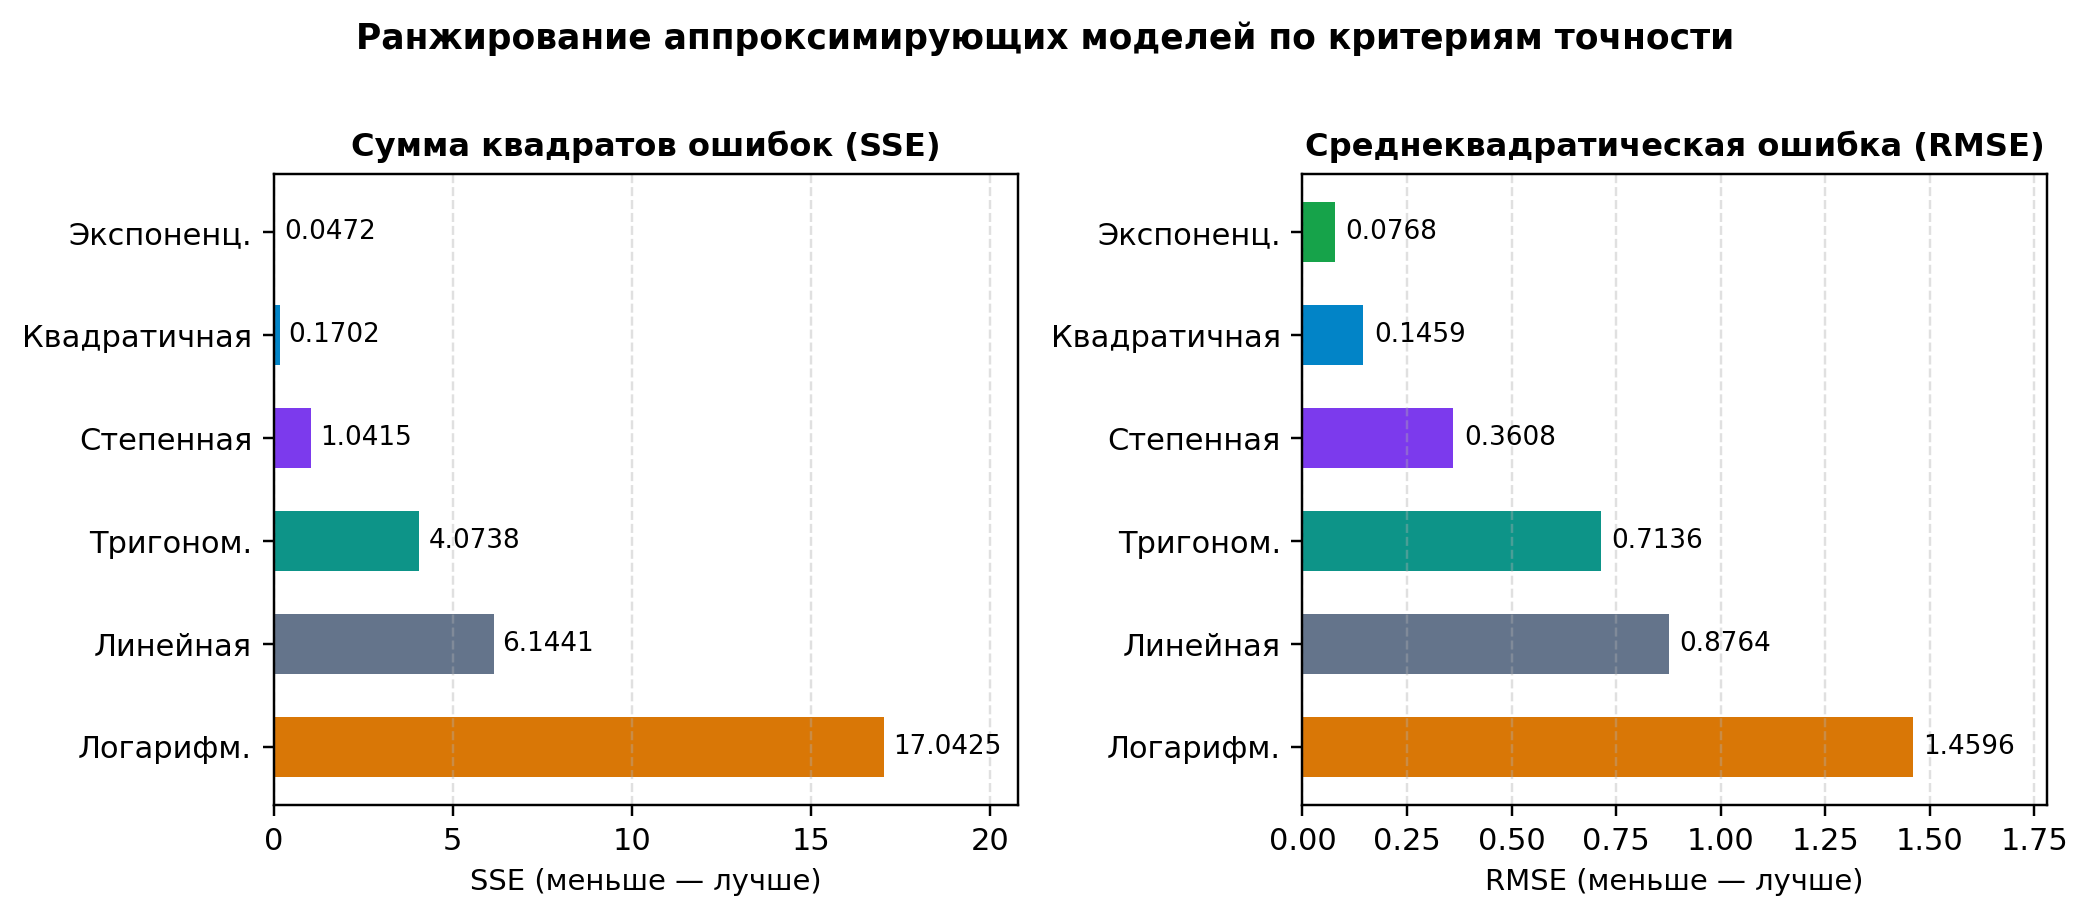 Ранжирование аппроксимирующих моделей по критериям точности
Сумма квадратов ошибок (SSE)
Экспоненц.
0.0472
Квадратичная
0.1702
Степенная
1.0415
Тригоном.
4.0738
Линейная
6.1441
Логарифм.
17.0425
0 5 10 15 20
SSE (меньше — лучше)
Среднеквадратическая ошибка (RMSE)
Экспоненц.
0.0768
Квадратичная
0.1459
Степенная
0.3608
Тригоном.
0.7136
Линейная
0.8764
Логарифм.
1.4596
0.00 0.25 0.50 0.75 1.00 1.25 1.50 1.75
RMSE (меньше — лучше)